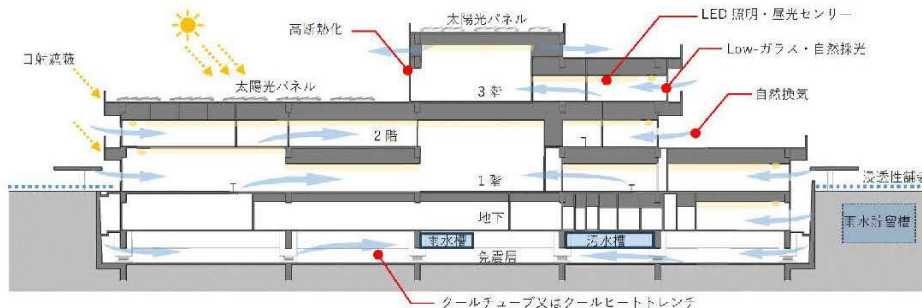 太陽光パネル
LED 照明・昼光センサー
高断熱化
Low-ガラス・自然採光
日射遮蔽
太陽光パネル
3階
自然換気
2階
浸透性舗装
1階
地下
雨水貯留槽
雨水槽
汚水槽
免震層
クールチューブ又はクールヒートトレンチ